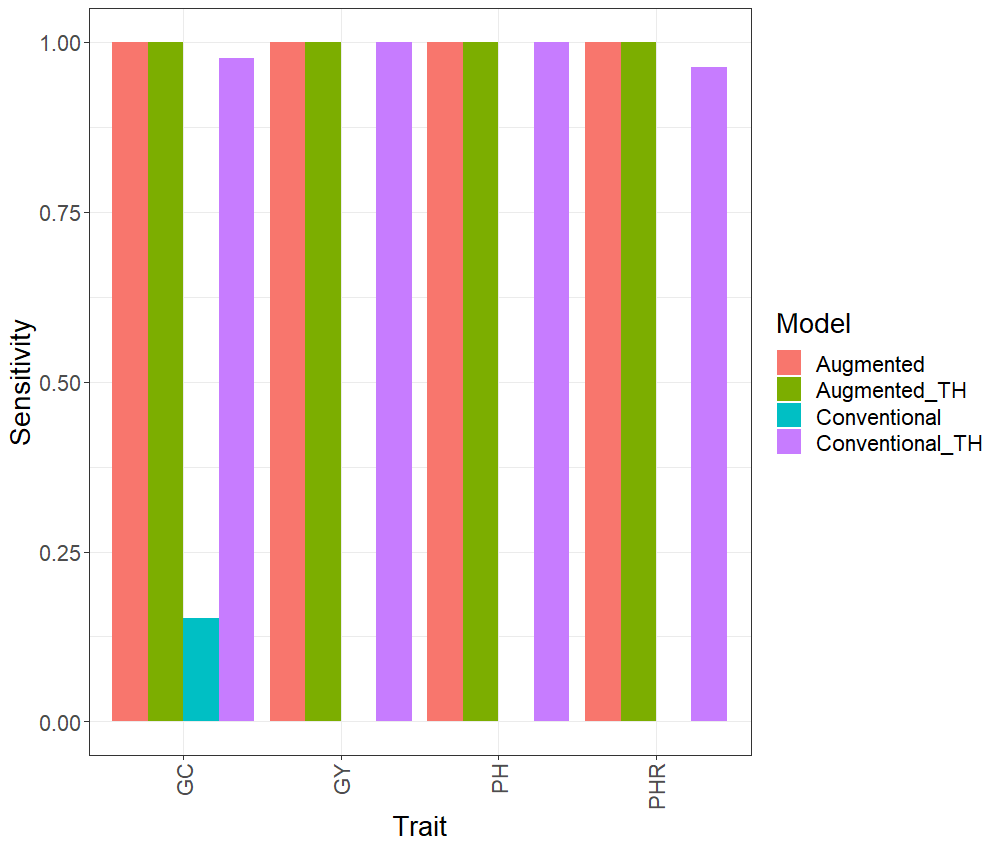 Sensitivity
1.00
0.75
0.50
0.25
0.00
GC
GY
PH
PHR
Trait
Model
Augmented
Augmented_TH
Conventional
Conventional_TH